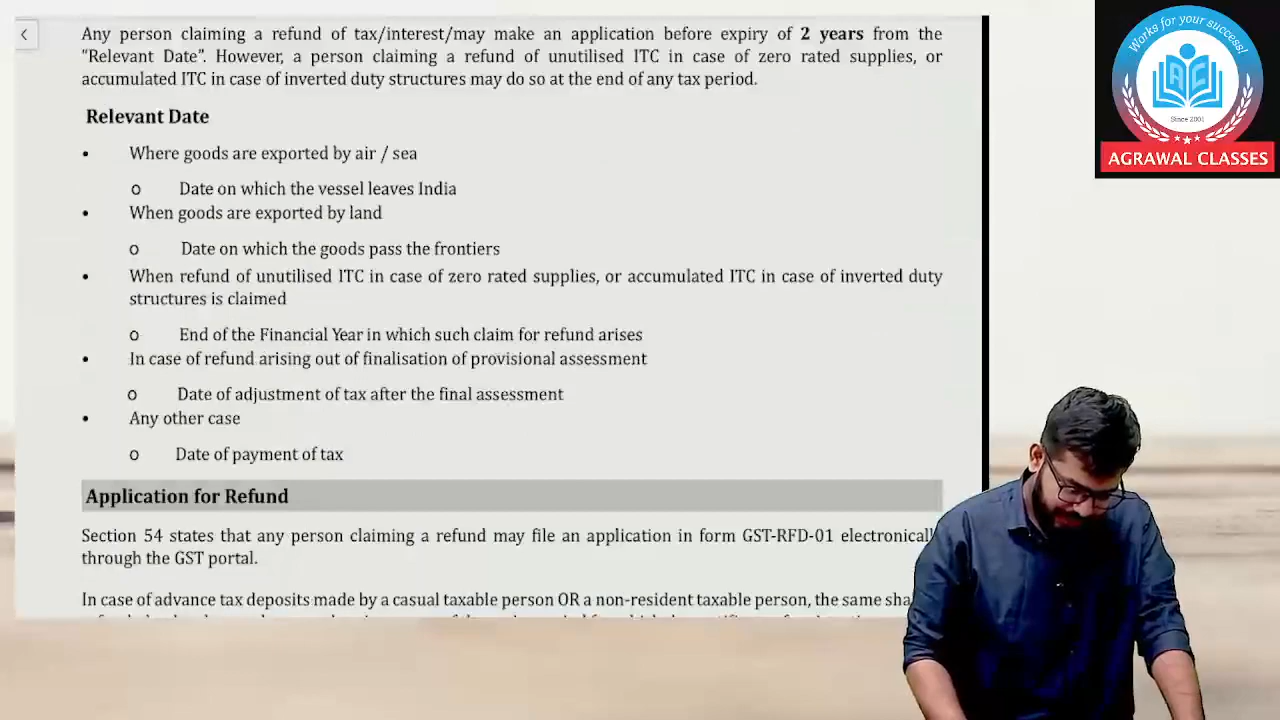 Any person claiming a refund of tax/interest/may make an application before expiry of 2 years from the
“Relevant Date”. However, a person claiming a refund of unutilised ITC in case of zero rated supplies, or
accumulated ITC in case of inverted duty structures may do so at the end of any tax period.
Relevant Date
• Where goods are exported by air / sea
o Date on which the vessel leaves India
• When goods are exported by land
o Date on which the goods pass the frontiers
• When refund of unutilised ITC in case of zero rated supplies, or accumulated ITC in case of inverted duty
structures is claimed
o End of the Financial Year in which such claim for refund arises
• In case of refund arising out of finalisation of provisional assessment
o Date of adjustment of tax after the final assessment
• Any other case
o Date of payment of tax
Application for Refund
Section 54 states that any person claiming a refund may file an application in form GST-RFD-01 electronicall
through the GST portal.
In case of advance tax deposits made by a casual taxable person OR a non-resident taxable person, the same sha
Works for your success!
AC
Since 2001
AGRAWAL CLASSES